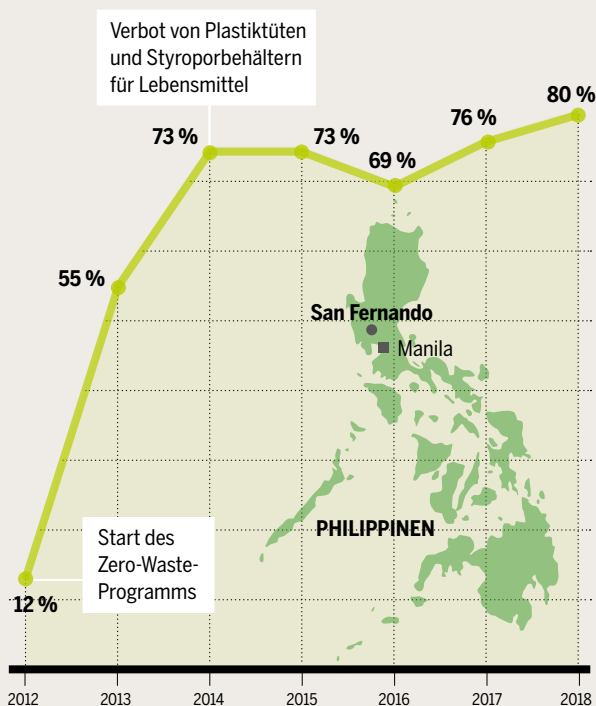 Verbot von Plastiktüten
und Styroporbehältern
für Lebensmittel
80 %
76 %
73 %
73 %
69 %
55 %
San Fernando
Manila
PHILIPPINEN
Start des
Zero-Waste-
Programms
12 %
2012 2013 2014 2015 2016 2017 2018